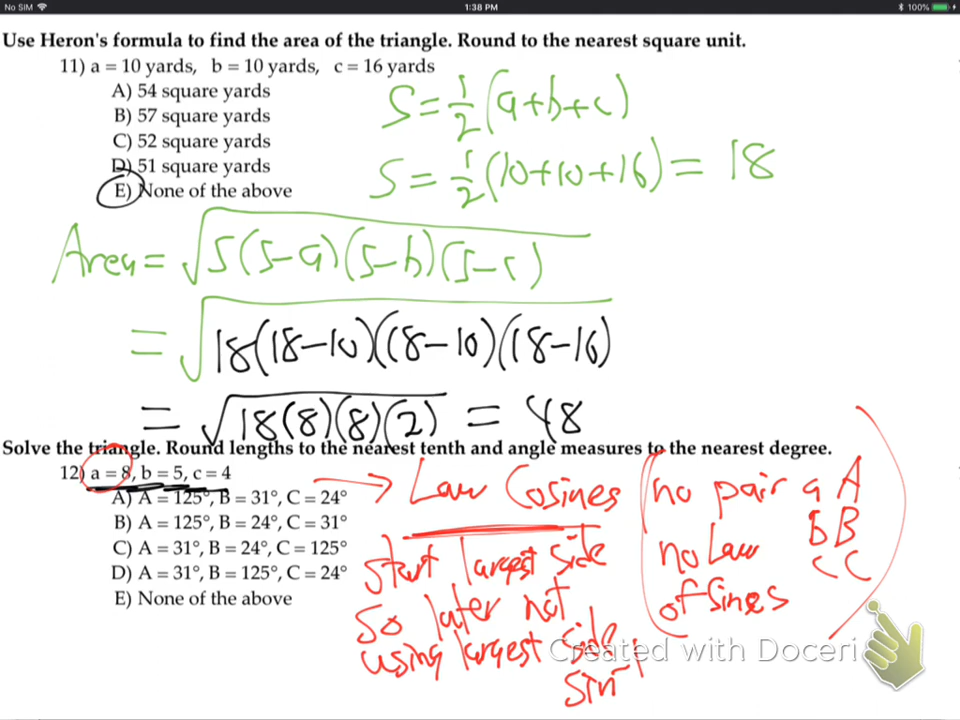 No SIM 1:38 PM 100%
Use Heron's formula to find the area of the triangle. Round to the nearest square unit.
11) a = 10 yards, b = 10 yards, c = 16 yards
A) 54 square yards
B) 57 square yards
C) 52 square yards
D) 51 square yards
E) None of the above
S = 1/2 (a+b+c)
S = 1/2 (10+10+16) = 18
Area = √S(S-a)(S-b)(S-c)
= √18(18-10)(18-10)(18-16)
= √18(8)(8)(2) = 48
Solve the triangle. Round lengths to the nearest tenth and angle measures to the nearest degree.
12) a = 8, b = 5, c = 4
A) A = 125°, B = 31°, C = 24°
B) A = 125°, B = 24°, C = 31°
C) A = 31°, B = 24°, C = 125°
D) A = 31°, B = 125°, C = 24°
E) None of the above
→ Law Cosines
start largest side
so later not
using largest side
sin⁻¹
no pair a A
b B
c C
no Law
of sines
Created with Doceri